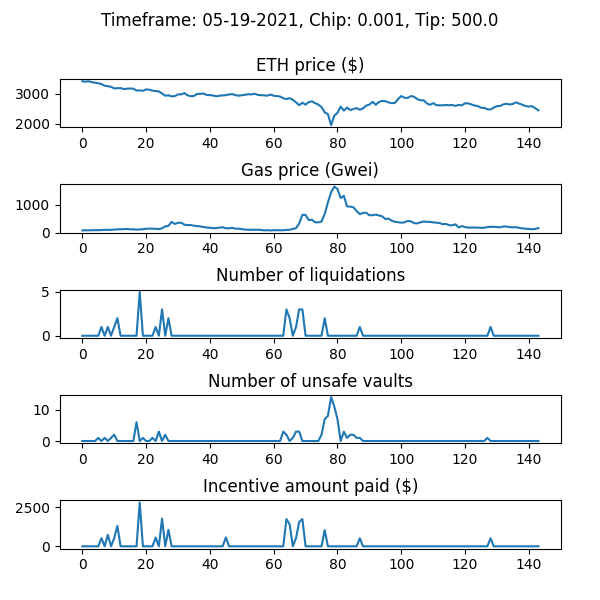 Timeframe: 05-19-2021, Chip: 0.001, Tip: 500.0
ETH price ($)
3000
2000
0 20 40 60 80 100 120 140
Gas price (Gwei)
1000
0
0 20 40 60 80 100 120 140
Number of liquidations
5
0
0 20 40 60 80 100 120 140
Number of unsafe vaults
10
0
0 20 40 60 80 100 120 140
Incentive amount paid ($)
2500
0
0 20 40 60 80 100 120 140